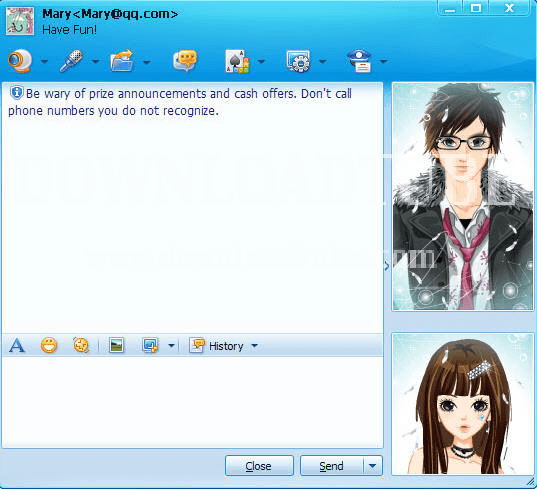 Mary<Mary@qq.com>
Have Fun!
Be wary of prize announcements and cash offers. Don't call
phone numbers you do not recognize.
A
History
Close
Send